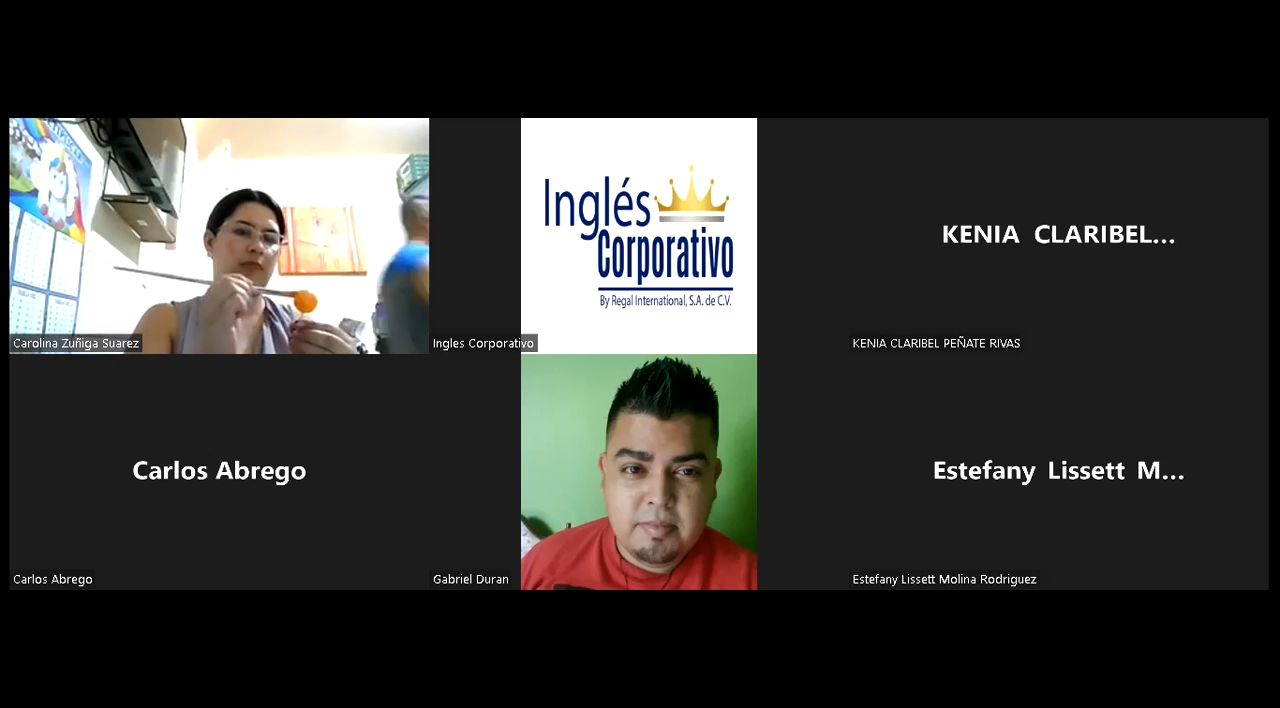 Inglés
Corporativo
By Regal International, S.A. de C.V.
KENIA CLARIBEL...
Carolina Zuñiga Suarez
Ingles Corporativo
KENIA CLARIBEL PEÑATE RIVAS
Carlos Abrego
Estefany Lissett M...
Carlos Abrego
Gabriel Duran
Estefany Lissett Molina Rodriguez